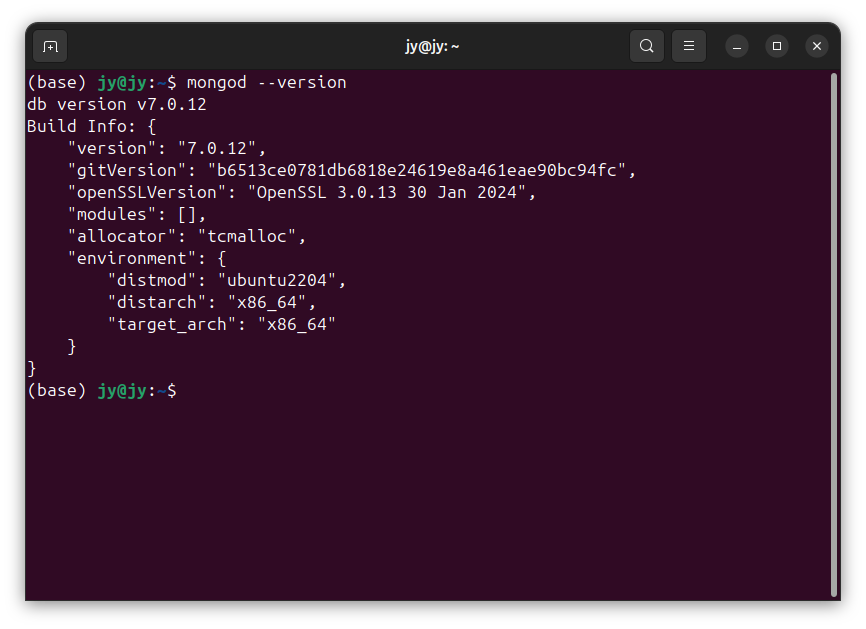 jy@jy: ~
(base) jy@jy:~$ mongod --version
db version v7.0.12
Build Info: {
    "version": "7.0.12",
    "gitVersion": "b6513ce0781db6818e24619e8a461eae90bc94fc",
    "openSSLVersion": "OpenSSL 3.0.13 30 Jan 2024",
    "modules": [],
    "allocator": "tcmalloc",
    "environment": {
        "distmod": "ubuntu2204",
        "distarch": "x86_64",
        "target_arch": "x86_64"
    }
}
(base) jy@jy:~$